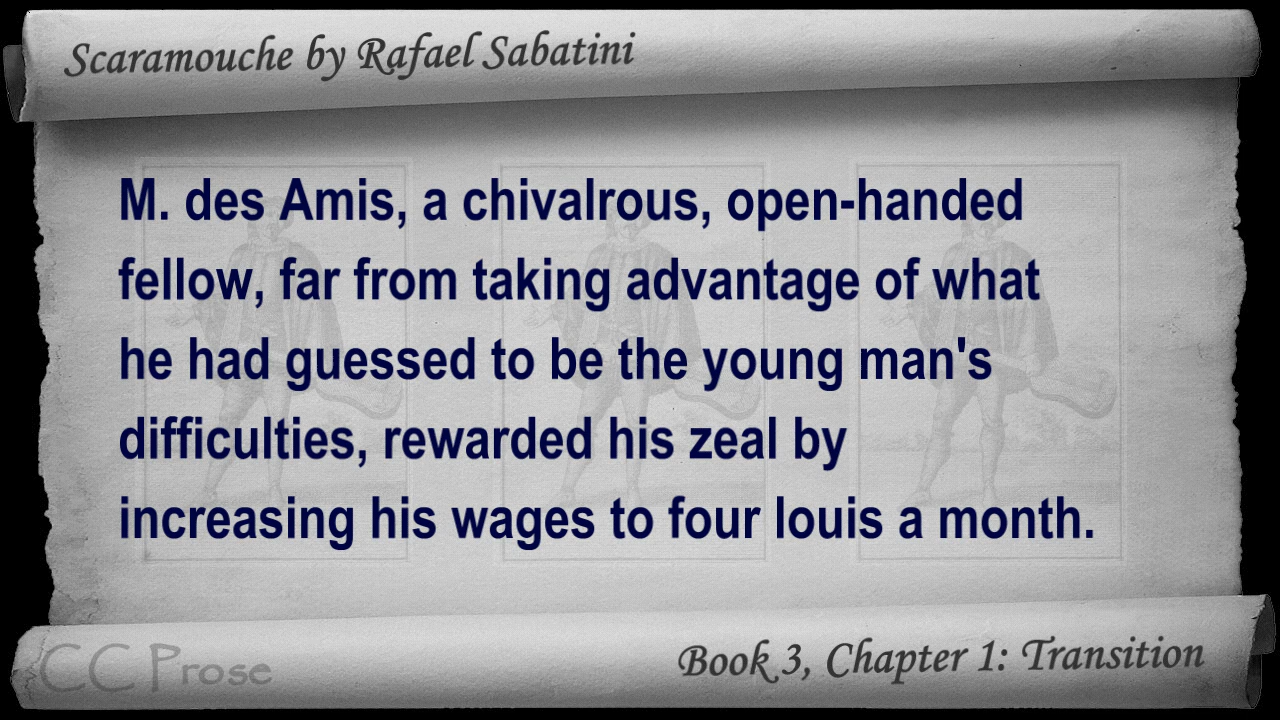 Scaramouche by Rafael Sabatini
M. des Amis, a chivalrous, open-handed
fellow, far from taking advantage of what
he had guessed to be the young man's
difficulties, rewarded his zeal by
increasing his wages to four louis a month.
CC Prose
Book 3, Chapter 1: Transition